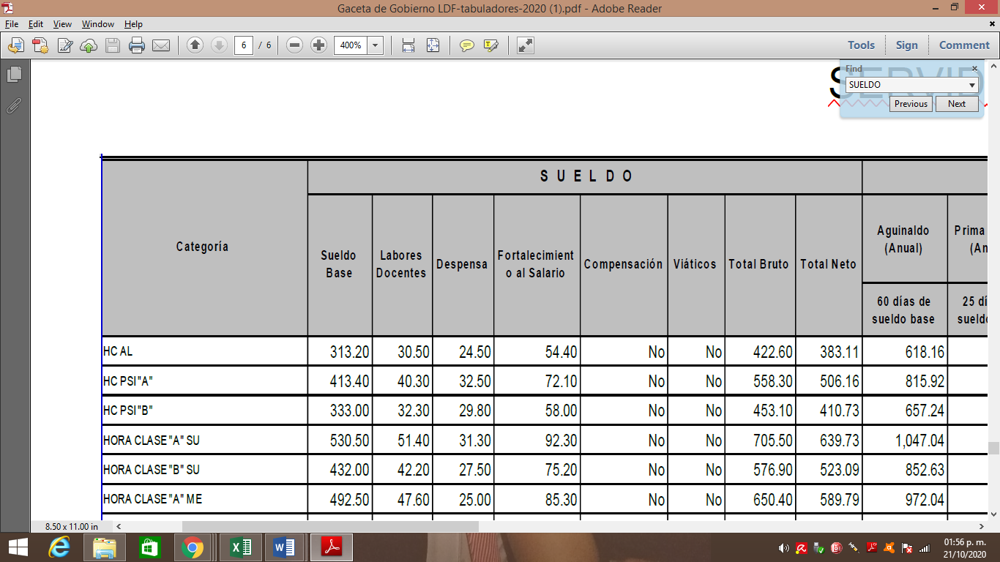 Gaceta de Gobierno LDF-tabuladores-2020 (1).pdf - Adobe Reader
File Edit View Window Help
6 / 6 400% Tools Sign Comment
Find
SUELDO
Previous Next
SERVID
S U E L D O
Categoría
Sueldo Base
Labores Docentes
Despensa
Fortalecimient o al Salario
Compensación
Viáticos
Total Bruto
Total Neto
Aguinaldo (Anual)
Prima
(An
60 días de sueldo base
25 dí
sueldo
HC AL 313.20 30.50 24.50 54.40 No No 422.60 383.11 618.16
HC PSI"A" 413.40 40.30 32.50 72.10 No No 558.30 506.16 815.92
HC PSI"B" 333.00 32.30 29.80 58.00 No No 453.10 410.73 657.24
HORA CLASE "A" SU 530.50 51.40 31.30 92.30 No No 705.50 639.73 1,047.04
HORA CLASE "B" SU 432.00 42.20 27.50 75.20 No No 576.90 523.09 852.63
HORA CLASE "A" ME 492.50 47.60 25.00 85.30 No No 650.40 589.79 972.04
8.50 x 11.00 in
01:56 p. m.
21/10/2020